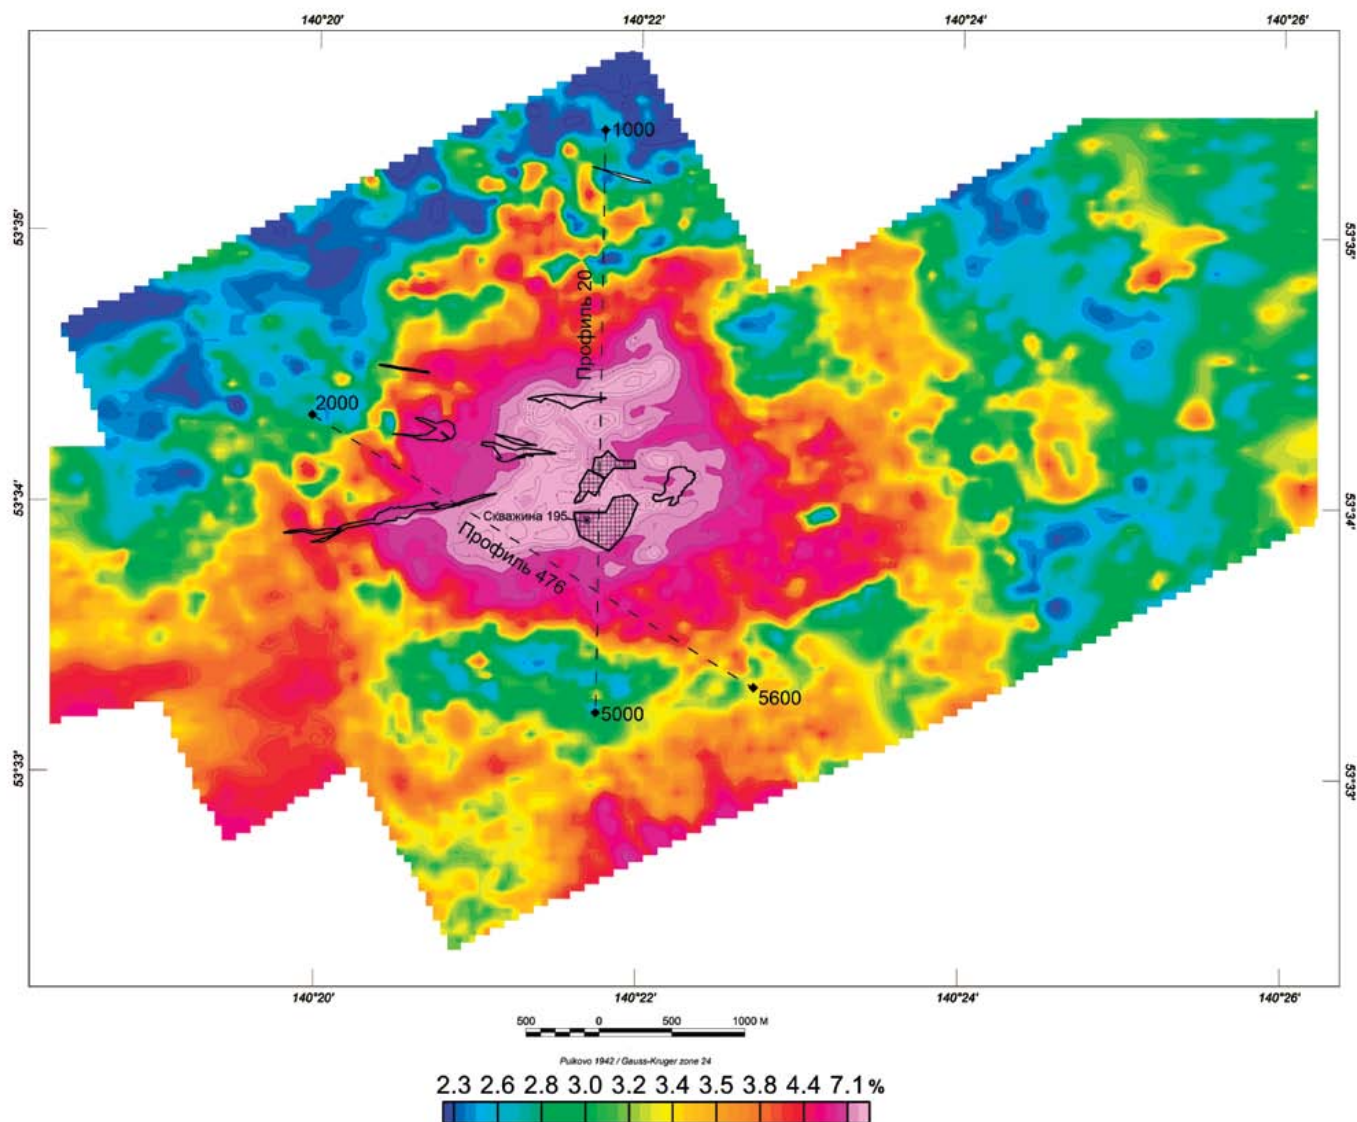 140°20' 140°22' 140°24' 140°26'
1000
53°35' 53°35'
Профиль 20
2000
53°34' 53°34'
Скважина 195
Профиль 476
5600
5000
53°33' 53°33'
140°20' 140°22' 140°24' 140°26'
500 0 500 1000 М
Pulkovo 1942 / Gauss-Kruger zone 24
2.3 2.6 2.8 3.0 3.2 3.4 3.5 3.8 4.4 7.1 %